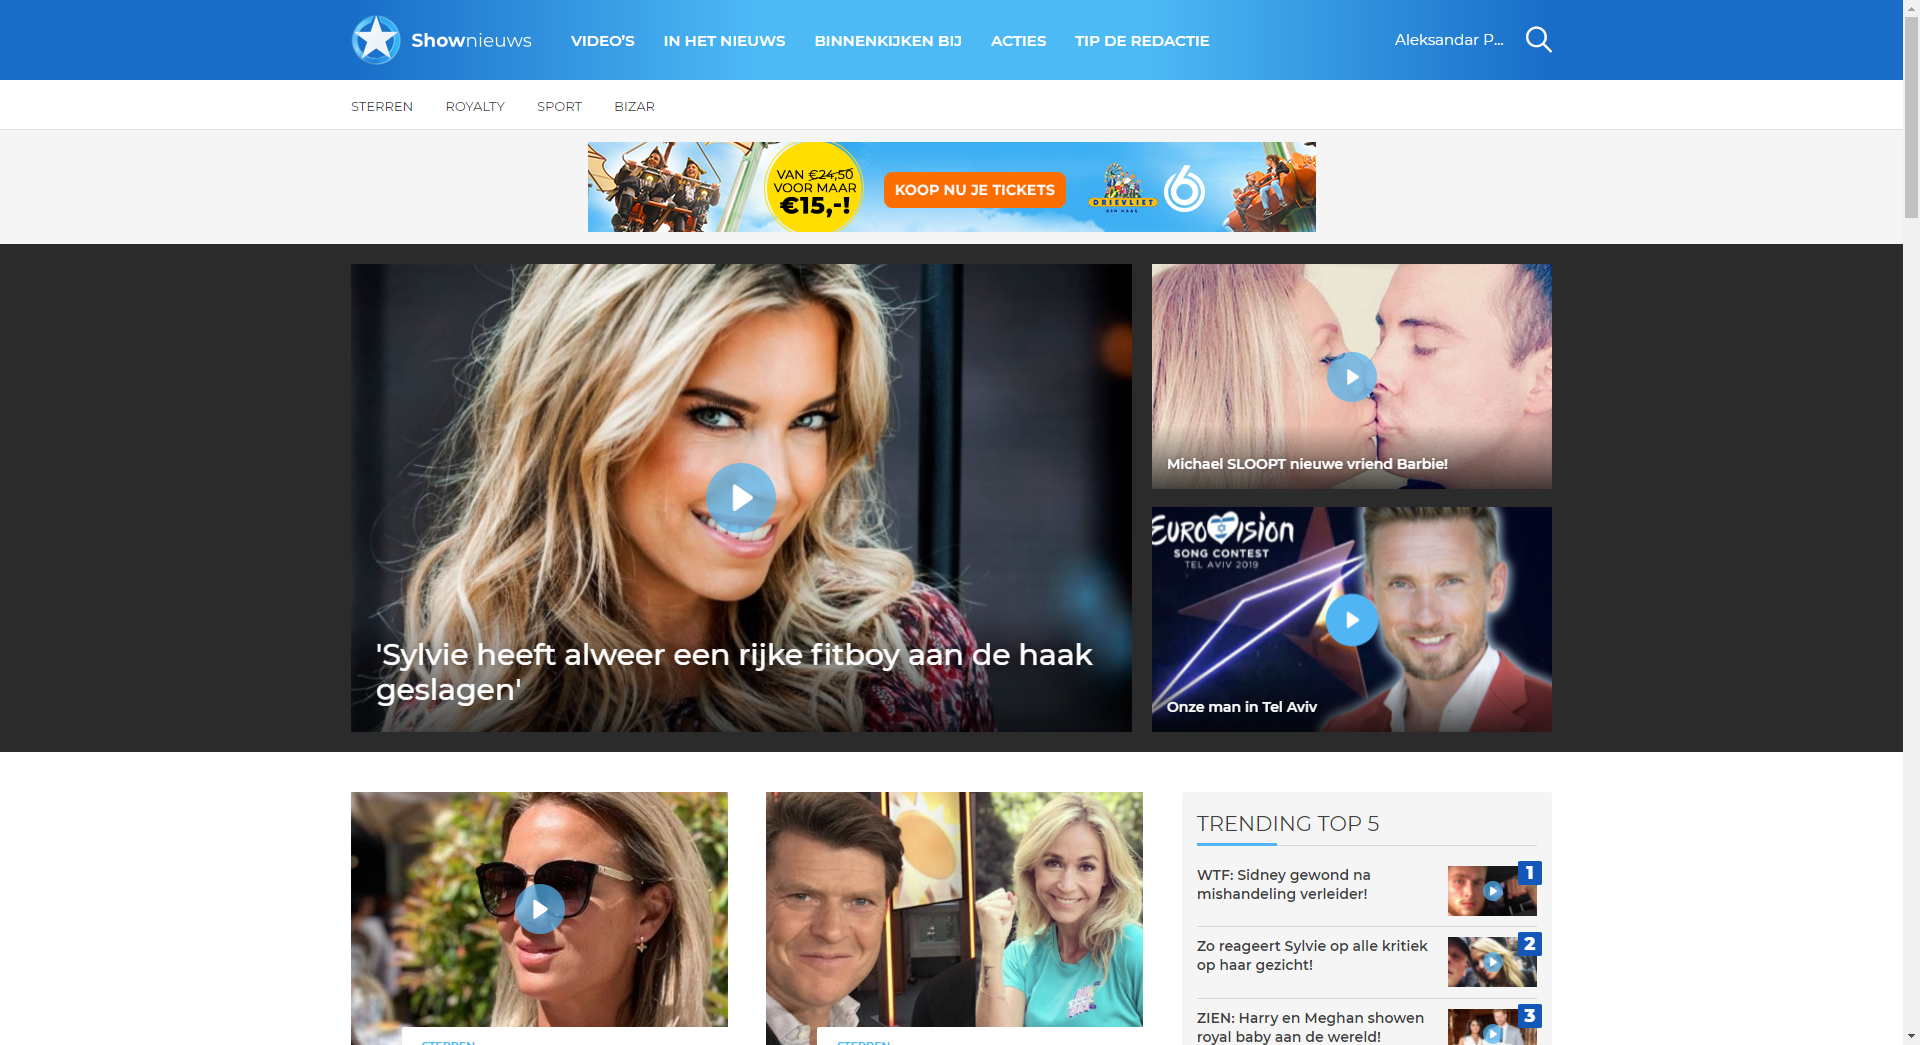 Shownieuws
VIDEO'S
IN HET NIEUWS
BINNENKIJKEN BIJ
ACTIES
TIP DE REDACTIE
Aleksandar P...
STERREN
ROYALTY
SPORT
BIZAR
VAN €24,50
VOOR MAAR
€15,-!
KOOP NU JE TICKETS
DRIEVLIET
DEN HAAG
6
'Sylvie heeft alweer een rijke fitboy aan de haak
geslagen'
Michael SLOOPT nieuwe vriend Barbie!
EUROVISION
SONG CONTEST
TEL AVIV 2019
Onze man in Tel Aviv
STERREN
STERREN
TRENDING TOP 5
WTF: Sidney gewond na
mishandeling verleider!
1
Zo reageert Sylvie op alle kritiek
op haar gezicht!
2
ZIEN: Harry en Meghan showen
royal baby aan de wereld!
3